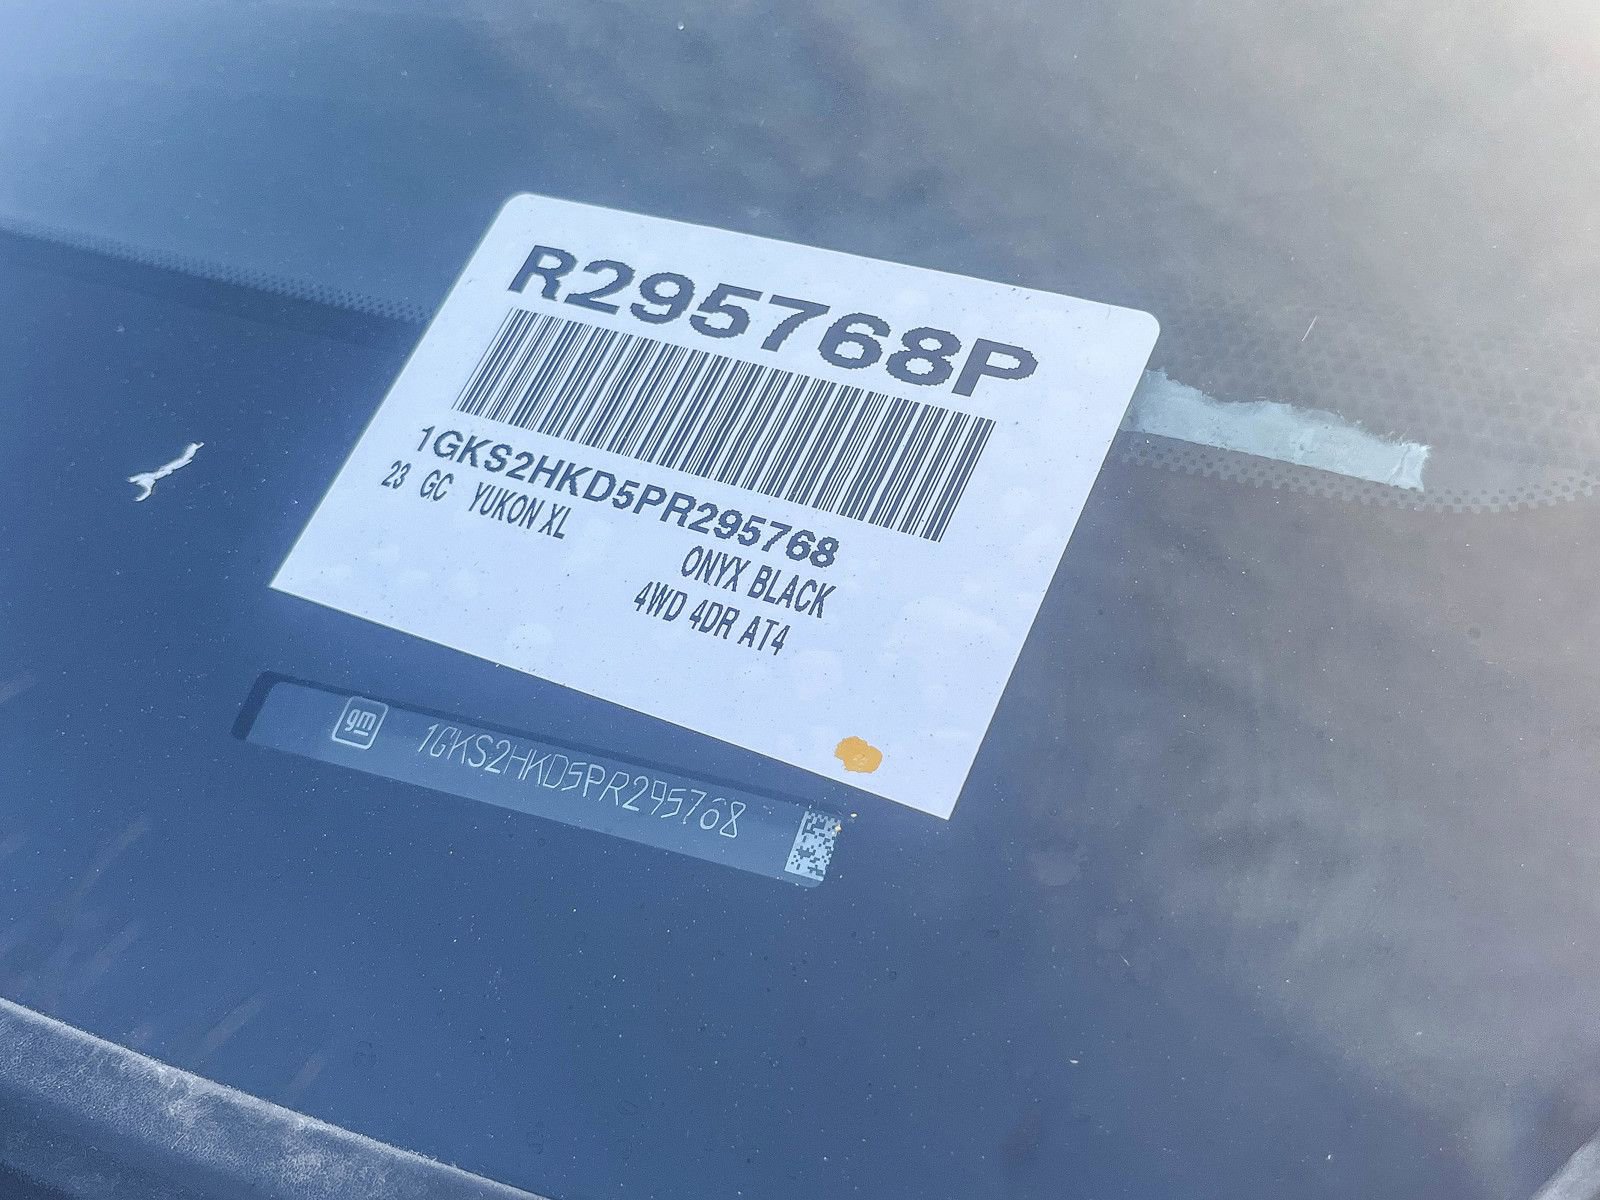 R295768P
1GKS2HKD5PR295768
23 GC YUKON XL
ONYX BLACK
4WD 4DR AT4
gm 1GKS2HKD5PR295768